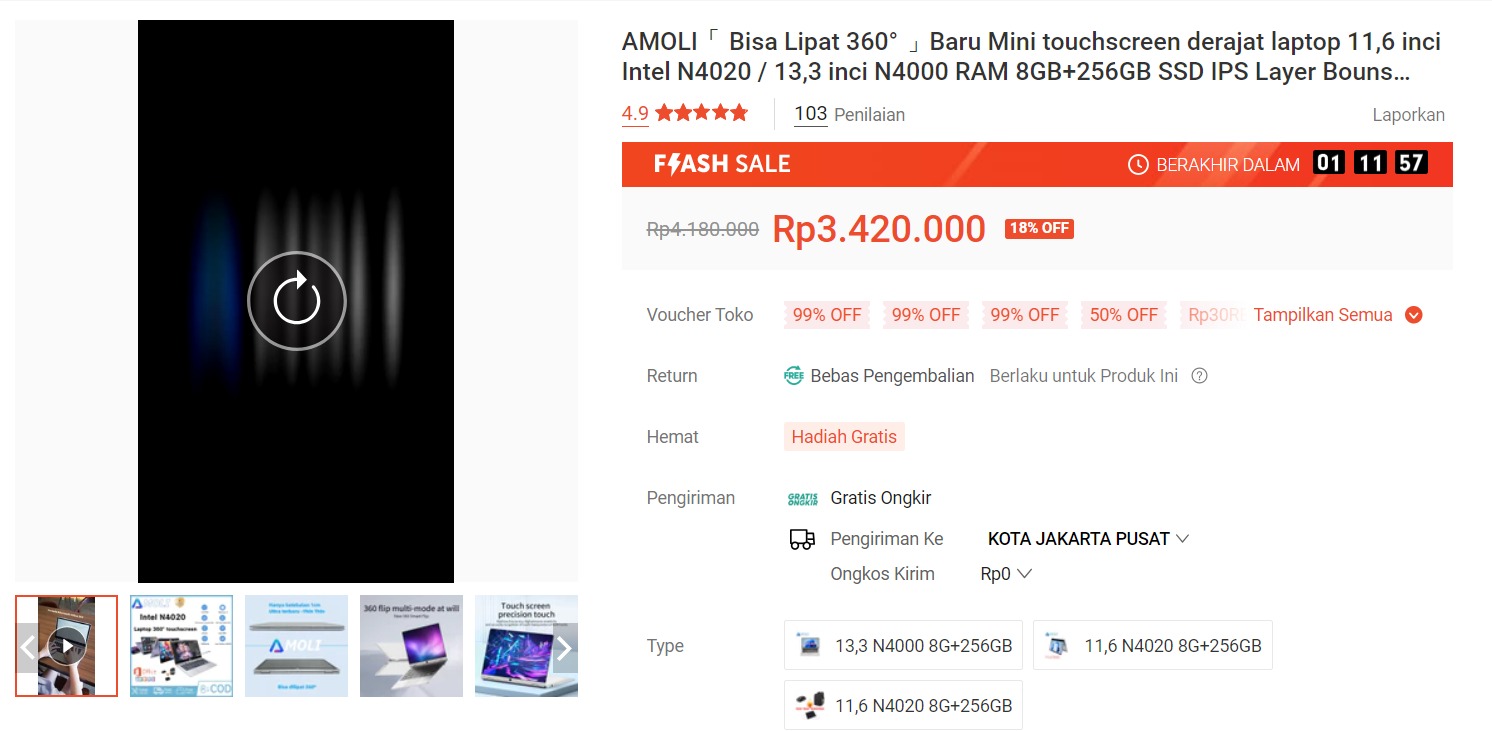 AMOLI「 Bisa Lipat 360° 」Baru Mini touchscreen derajat laptop 11,6 inci
Intel N4020 / 13,3 inci N4000 RAM 8GB+256GB SSD IPS Layer Bouns...
4.9
103 Penilaian
Laporkan
FLASH SALE
BERAKHIR DALAM 01 11 57
Rp4.180.000 Rp3.420.000 18% OFF
Voucher Toko 99% OFF 99% OFF 99% OFF 50% OFF Tampilkan Semua
Return FREE Bebas Pengembalian Berlaku untuk Produk Ini ?
Hemat Hadiah Gratis
Pengiriman GRATIS ONGKIR Gratis Ongkir
Pengiriman Ke KOTA JAKARTA PUSAT
Ongkos Kirim Rp0
Type 13,3 N4000 8G+256GB 11,6 N4020 8G+256GB
11,6 N4020 8G+256GB
AMOLI
Intel N4020
Laptop 360° touchscreen
COD
AMOLI
Bisa dilipat 360°
360 flip multi-mode at will
Touch screen
precision touch